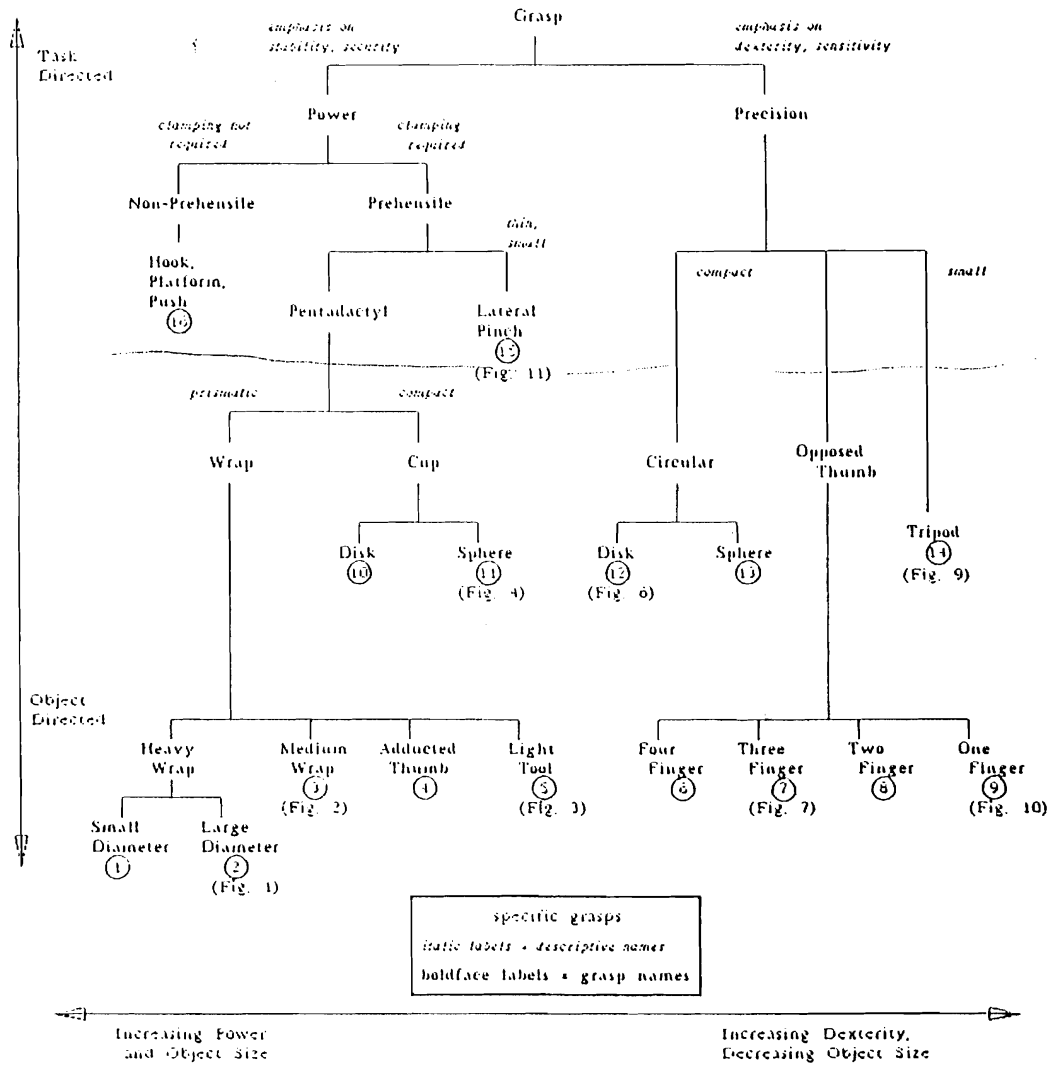 Grasp
emphasis on
stability, security
emphasis on
dexterity, sensitivity
Task
Directed
Power
Precision
clamping not
required
clamping
required
Non-Prehensile
Prehensile
thin,
small
Hook,
Platform,
Push
16
compact
small
Pentadactyl
Lateral
Pinch
15
(Fig. 11)
prismatic
compact
Wrap
Cup
Circular
Opposed
Thumb
Disk
10
Sphere
11
(Fig. 4)
Disk
12
(Fig. 6)
Sphere
13
Tripod
14
(Fig. 9)
Object
Directed
Heavy
Wrap
Medium
Wrap
3
(Fig. 2)
Adducted
Thumb
4
Light
Tool
5
(Fig. 3)
Four
Finger
6
Three
Finger
7
(Fig. 7)
Two
Finger
8
One
Finger
9
(Fig. 10)
Small
Diameter
1
Large
Diameter
2
(Fig. 1)
specific grasps
italic labels = descriptive names
boldface labels = grasp names
Increasing Power
and Object Size
Increasing Dexterity,
Decreasing Object Size